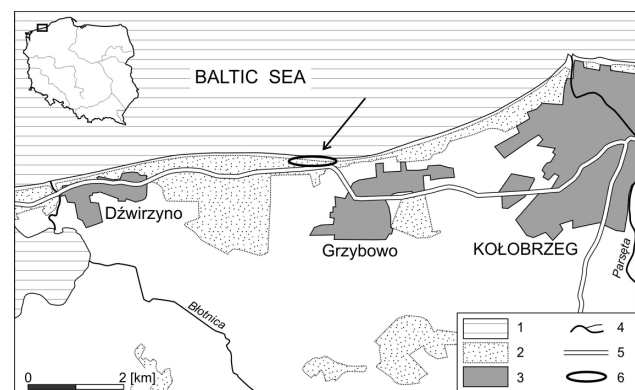 BALTIC SEA
Dźwirzyno
Grzybowo
KOŁOBRZEG
Parsęta
Błotnica
0 2 [km]
1 4
2 5
3 6